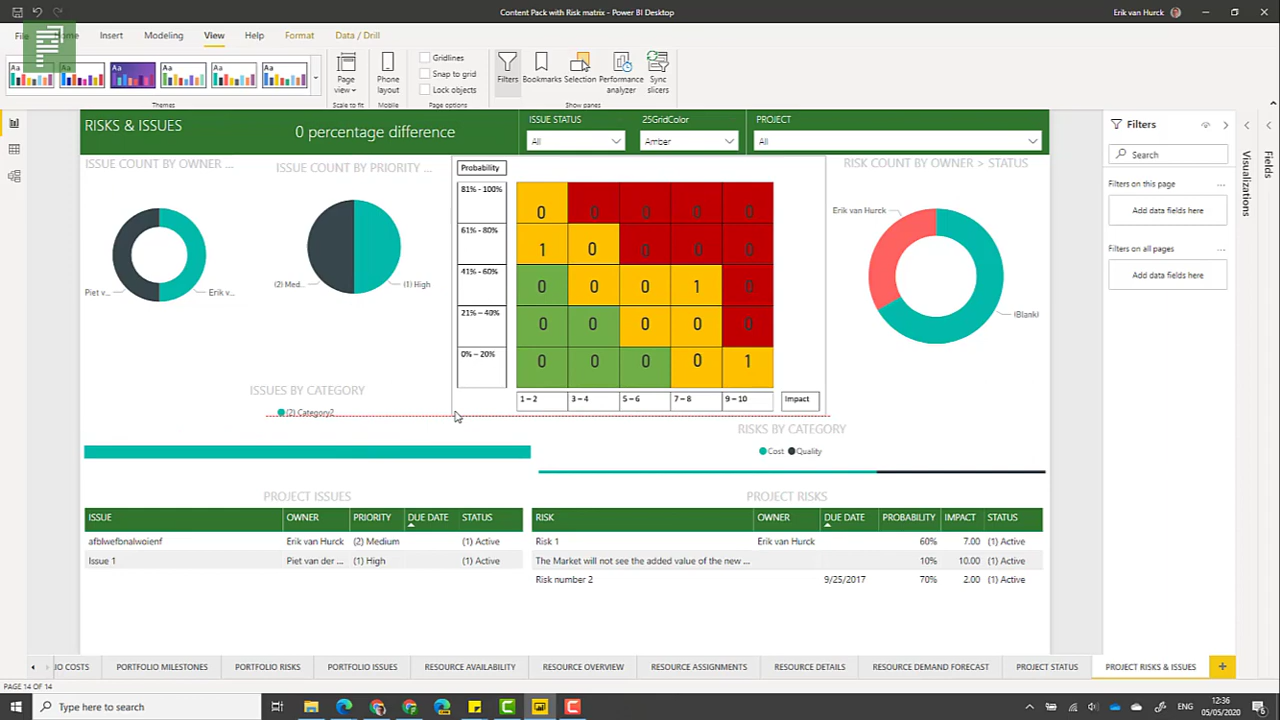 Content Pack with Risk matrix - Power BI Desktop
Erik van Hurck
File Home Insert Modeling View Help Format Data / Drill
Aa Aa Aa Aa Aa Aa
Page view
Phone layout
Gridlines
Snap to grid
Lock objects
Filters
Bookmarks
Selection
Performance analyzer
Sync slicers
Themes
Scale to fit
Mobile
Page options
Show panes
RISKS & ISSUES
0 percentage difference
ISSUE STATUS
All
25GridColor
Amber
PROJECT
All
ISSUE COUNT BY OWNER ...
Piet v...
Erik v...
ISSUE COUNT BY PRIORITY ...
(2) Med...
(1) High
Probability
81% - 100% 0 0 0 0 0
61% - 80% 1 0 0 0 0
41% - 60% 0 0 0 1 0
21% – 40% 0 0 0 0 0
0% – 20% 0 0 0 0 1
1 – 2 3 – 4 5 – 6 7 – 8 9 – 10 Impact
RISK COUNT BY OWNER > STATUS
Erik van Hurck
(Blank)
ISSUES BY CATEGORY
(2) Category2
RISKS BY CATEGORY
Cost Quality
PROJECT ISSUES
ISSUE OWNER PRIORITY DUE DATE STATUS
afblwefbnalwoienf Erik van Hurck (2) Medium (1) Active
Issue 1 Piet van der ... (1) High (1) Active
PROJECT RISKS
RISK OWNER DUE DATE PROBABILITY IMPACT STATUS
Risk 1 Erik van Hurck 60% 7.00 (1) Active
The Market will not see the added value of the new ... 10% 10.00 (1) Active
Risk number 2 9/25/2017 70% 2.00 (1) Active
Filters
Search
Filters on this page ...
Add data fields here
Filters on all pages ...
Add data fields here
Visualizations
Fields
IO COSTS PORTFOLIO MILESTONES PORTFOLIO RISKS PORTFOLIO ISSUES RESOURCE AVAILABILITY RESOURCE OVERVIEW RESOURCE ASSIGNMENTS RESOURCE DETAILS RESOURCE DEMAND FORECAST PROJECT STATUS PROJECT RISKS & ISSUES
PAGE 14 OF 14
Type here to search
ENG
12:36
05/05/2020
6